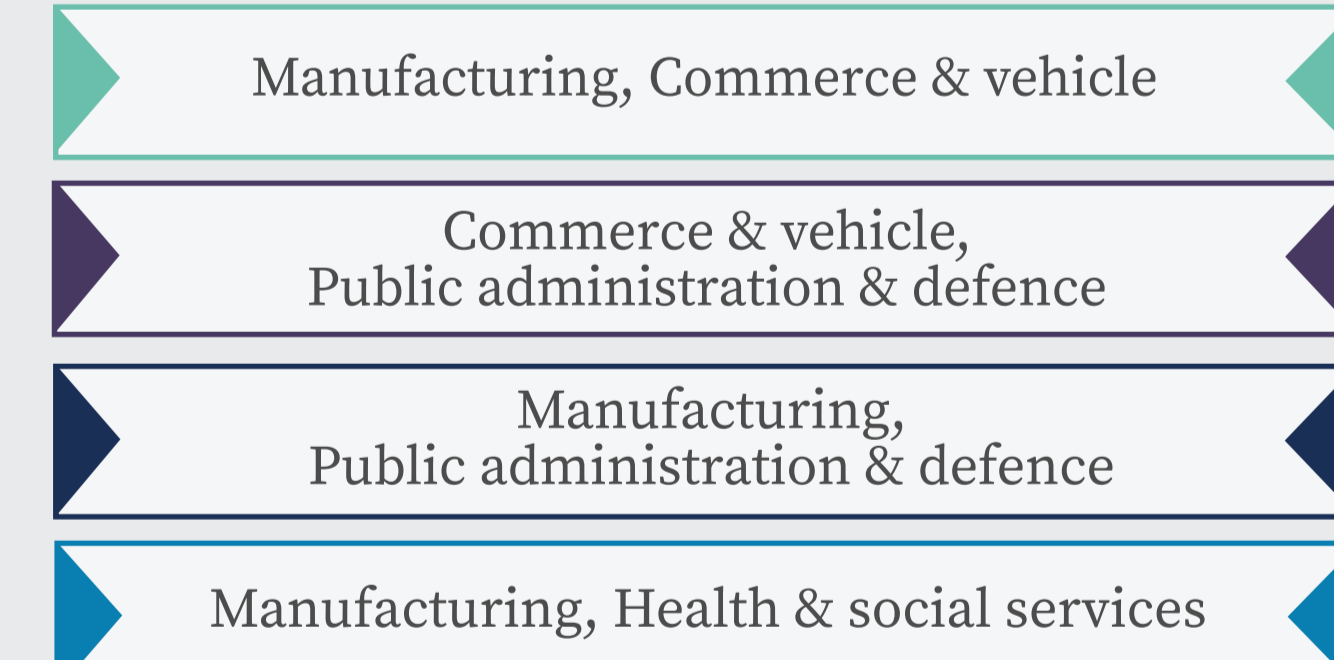 Manufacturing, Commerce & vehicle
Commerce & vehicle,
Public administration & defence
Manufacturing,
Public administration & defence
Manufacturing, Health & social services